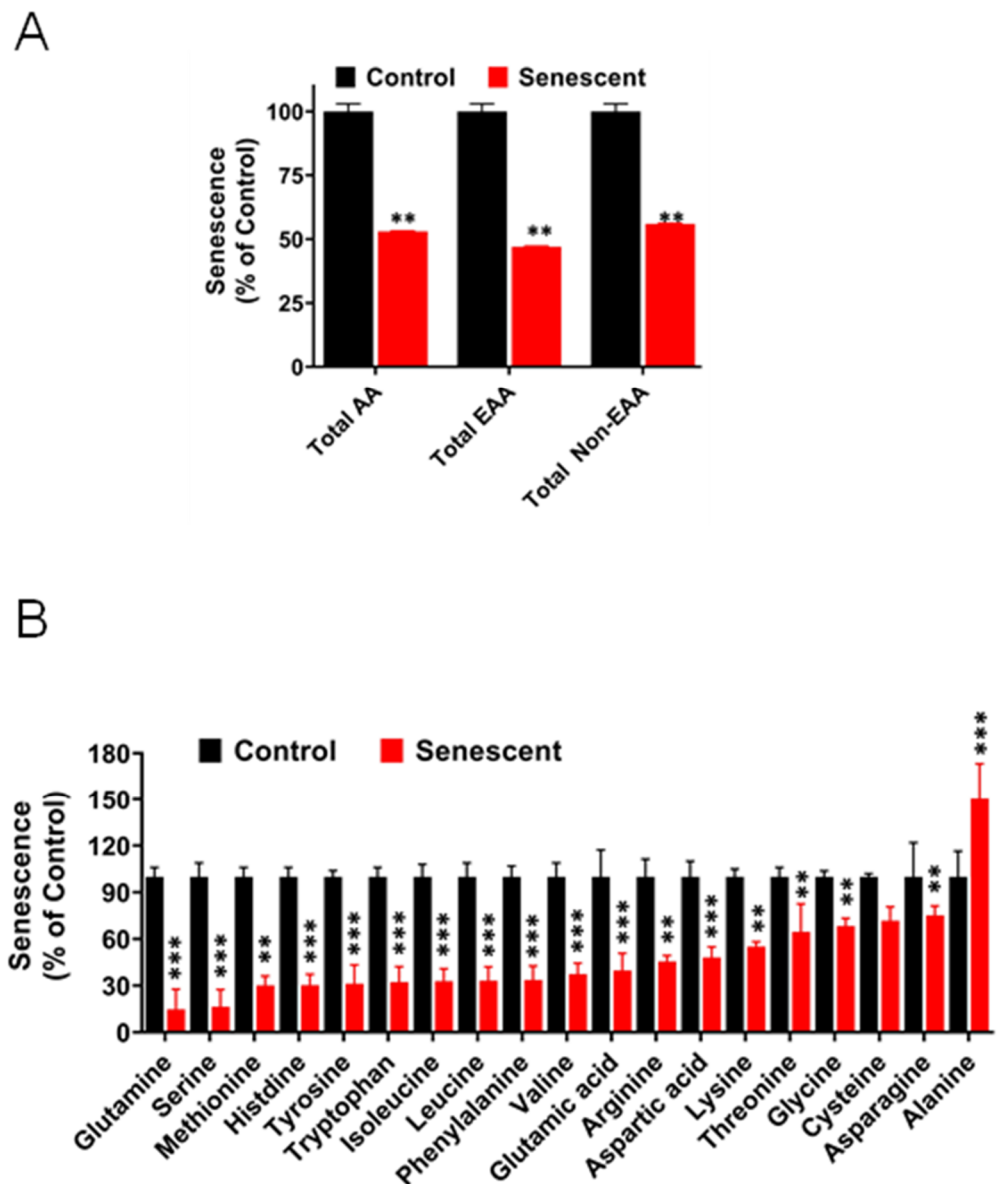 A
Control Senescent
Senescence
(% of Control)
100
75
50
25
0
** ** **
Total AA Total EAA Total Non-EAA
B
Control Senescent
Senescence
(% of Control)
180
150
120
90
60
30
0
*** *** ** *** *** *** *** *** *** *** *** ** *** ** ** ** ** ***
Glutamine Serine Methionine Histdine Tyrosine Tryptophan Isoleucine Leucine Phenylalanine Valine Glutamic acid Arginine Aspartic acid Lysine Threonine Glycine Cysteine Asparagine Alanine